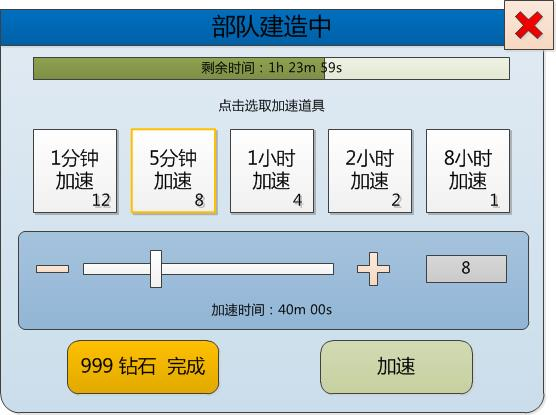 部队建造中
剩余时间：1h 23m 59s
点击选取加速道具
1分钟
加速
12
5分钟
加速
8
1小时
加速
4
2小时
加速
2
8小时
加速
1
8
加速时间：40m 00s
999 钻石 完成
加速